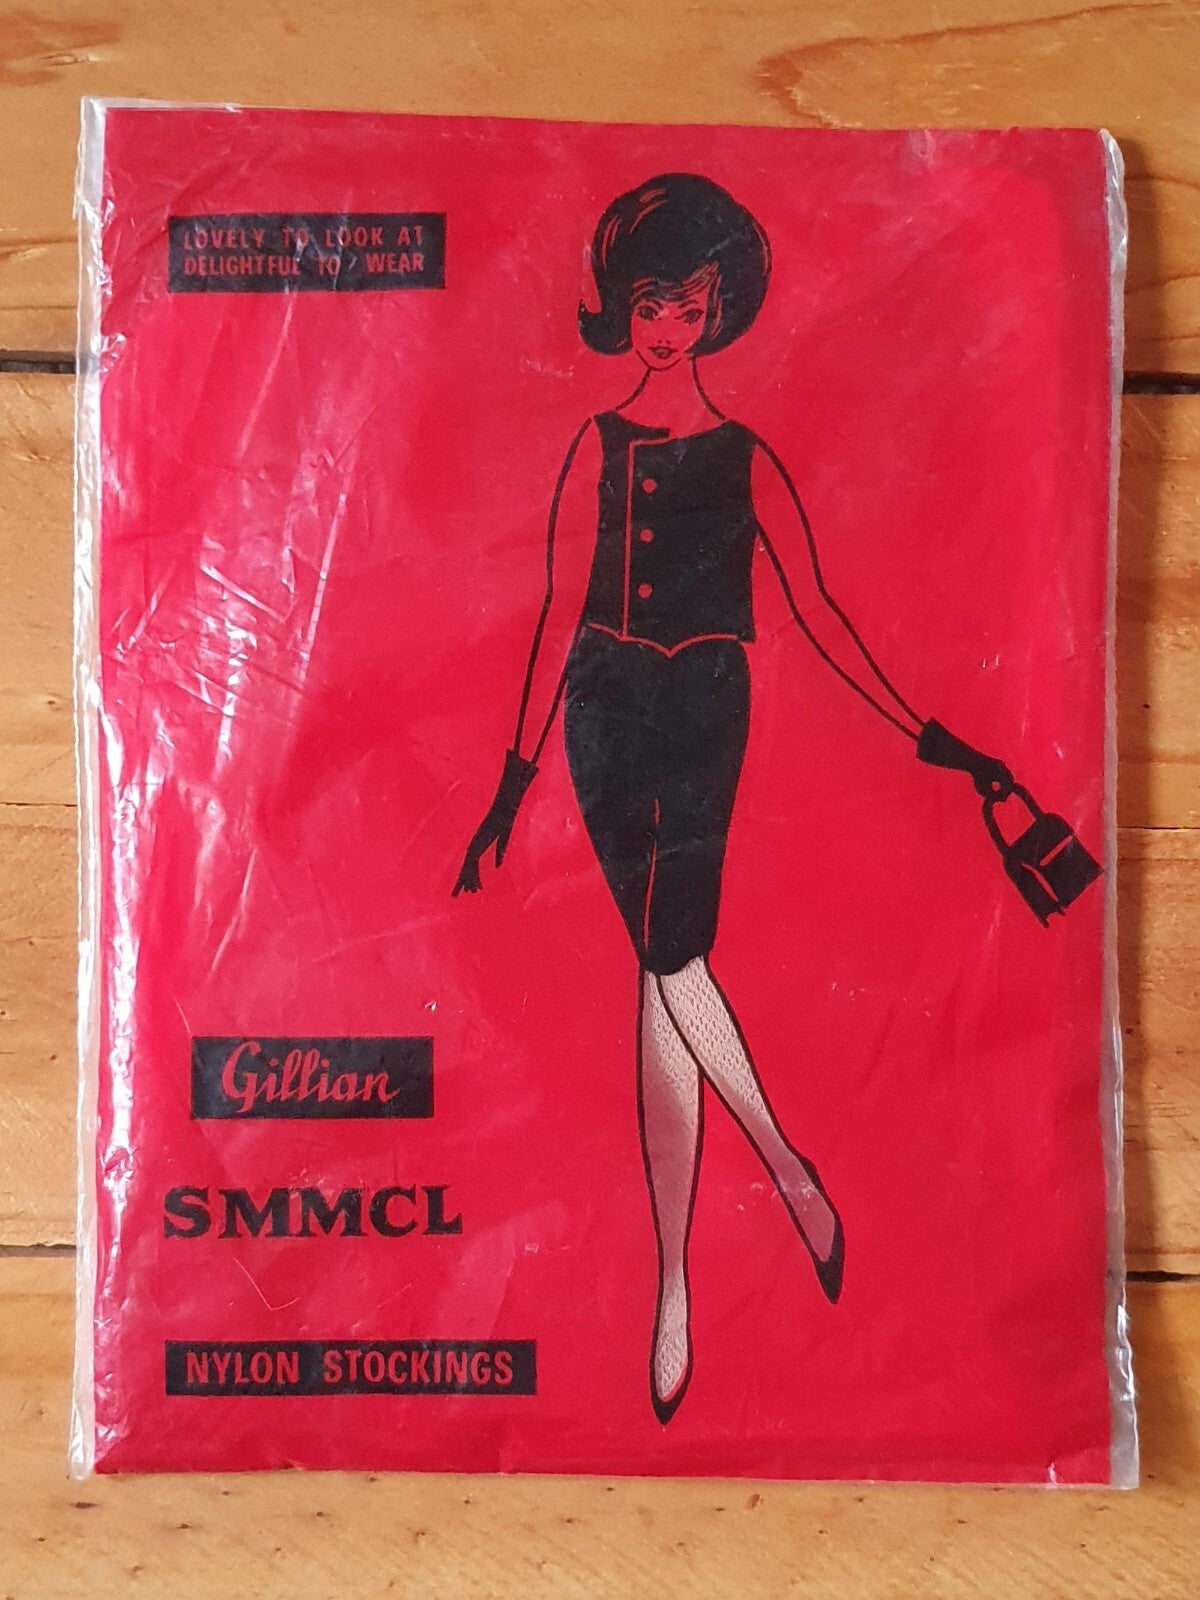 LOVELY TO LOOK AT
DELIGHTFUL TO WEAR
Gillian
SMMCL
NYLON STOCKINGS